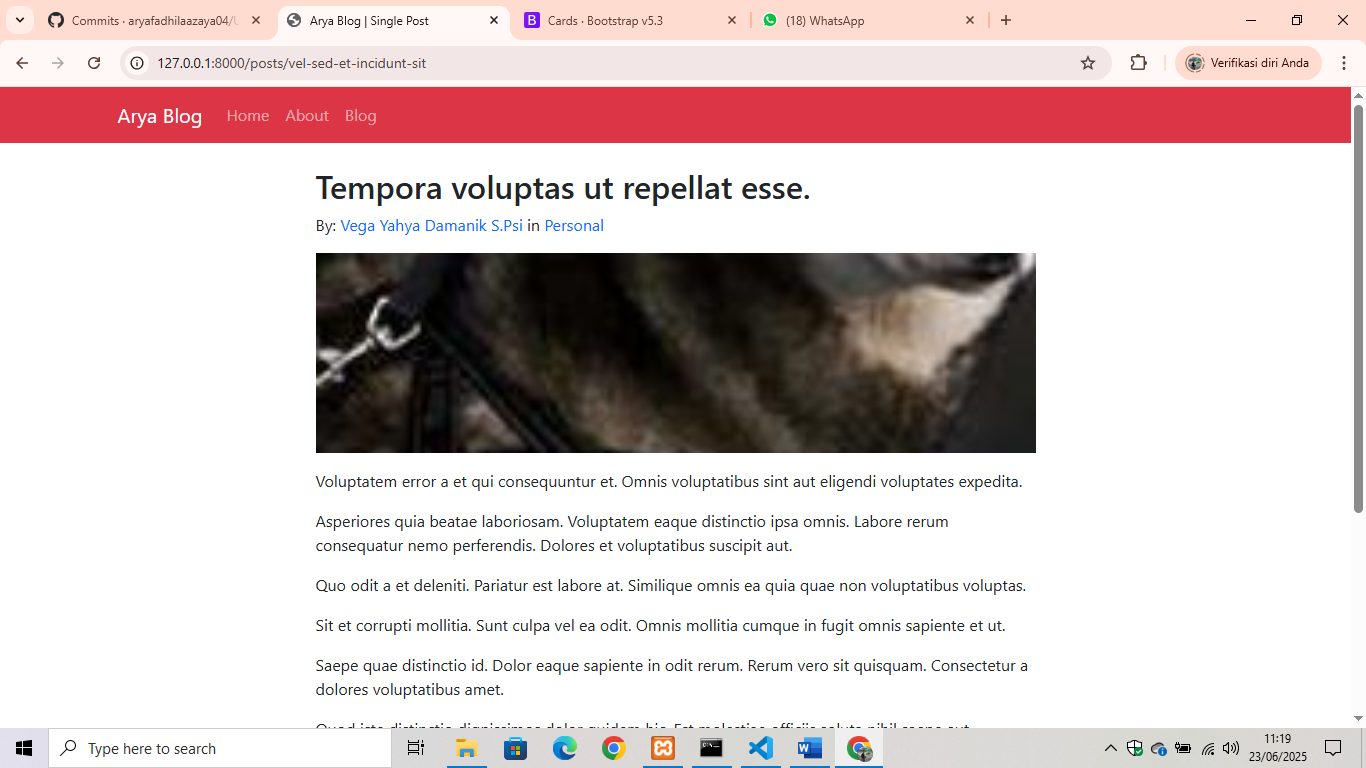 Commits · aryafadhilaazaya04/
Arya Blog | Single Post
Cards · Bootstrap v5.3
(18) WhatsApp
127.0.0.1:8000/posts/vel-sed-et-incidunt-sit
Verifikasi diri Anda
Arya Blog Home About Blog
Tempora voluptas ut repellat esse.
By: Vega Yahya Damanik S.Psi in Personal
Voluptatem error a et qui consequuntur et. Omnis voluptatibus sint aut eligendi voluptates expedita.
Asperiores quia beatae laboriosam. Voluptatem eaque distinctio ipsa omnis. Labore rerum
consequatur nemo perferendis. Dolores et voluptatibus suscipit aut.
Quo odit a et deleniti. Pariatur est labore at. Similique omnis ea quia quae non voluptatibus voluptas.
Sit et corrupti mollitia. Sunt culpa vel ea odit. Omnis mollitia cumque in fugit omnis sapiente et ut.
Saepe quae distinctio id. Dolor eaque sapiente in odit rerum. Rerum vero sit quisquam. Consectetur a
dolores voluptatibus amet.
Type here to search
11:19
23/06/2025